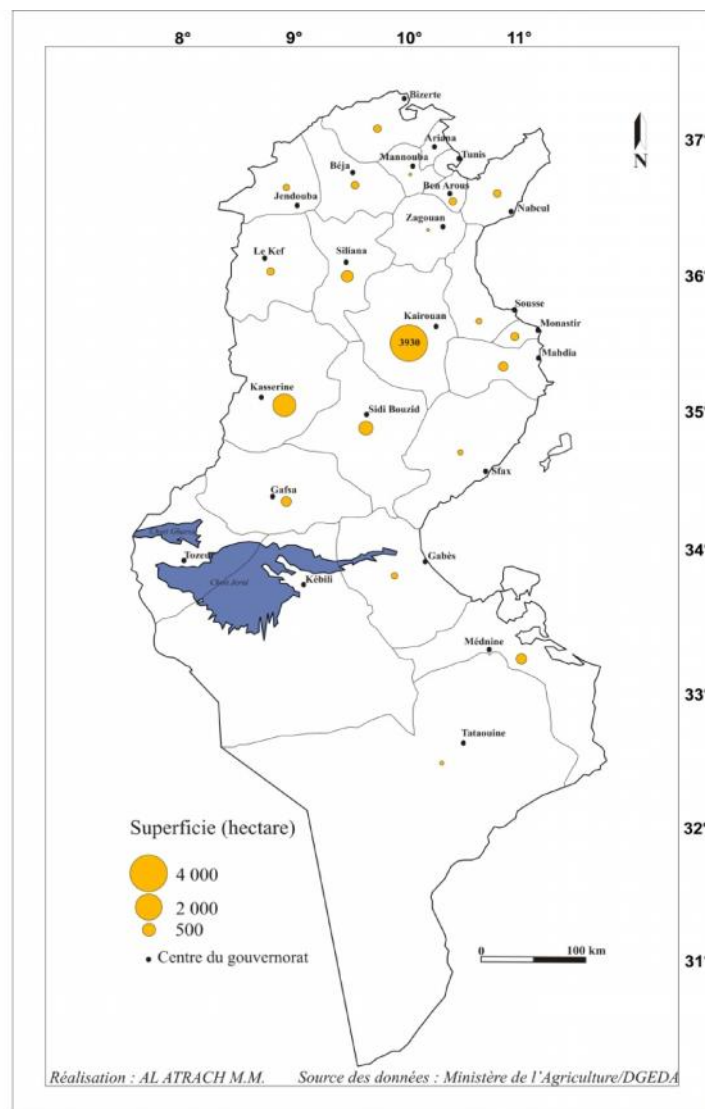 8° 9° 10° 11°
Bizerte
37°
Ariana
Tunis
Mannouba
Béja
Ben Arous
Jendouba
Nabeul
N
Zagouan
Le Kef
Siliana
36°
Sousse
Kairouan
Monastir
3930
Mahdia
Kasserine
Sidi Bouzid
35°
Sfax
Gafsa
34°
Gabès
Kébili
Chott Jerid
Médnine
33°
Tataouine
32°
Superficie (hectare)
4 000
2 000
500
Centre du gouvernorat
0 100 km
31°
Réalisation : AL ATRACH M.M. Source des données : Ministère de l'Agriculture/DGEDA